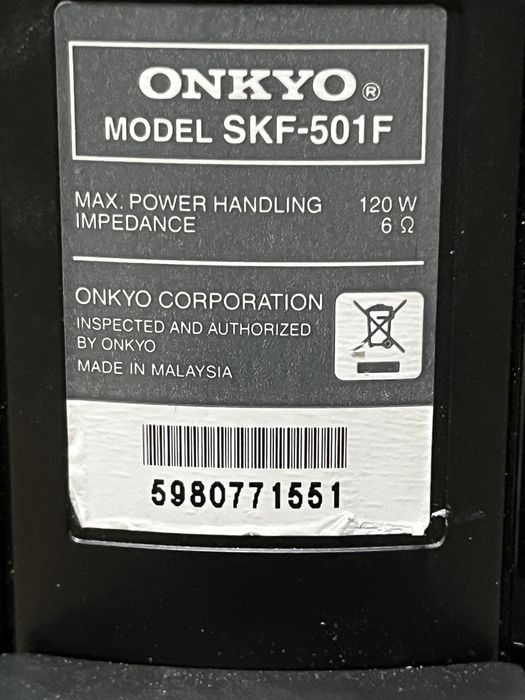 ONKYO®
MODEL SKF-501F
MAX. POWER HANDLING 120 W
IMPEDANCE 6 Ω
ONKYO CORPORATION
INSPECTED AND AUTHORIZED
BY ONKYO
MADE IN MALAYSIA
5980771551